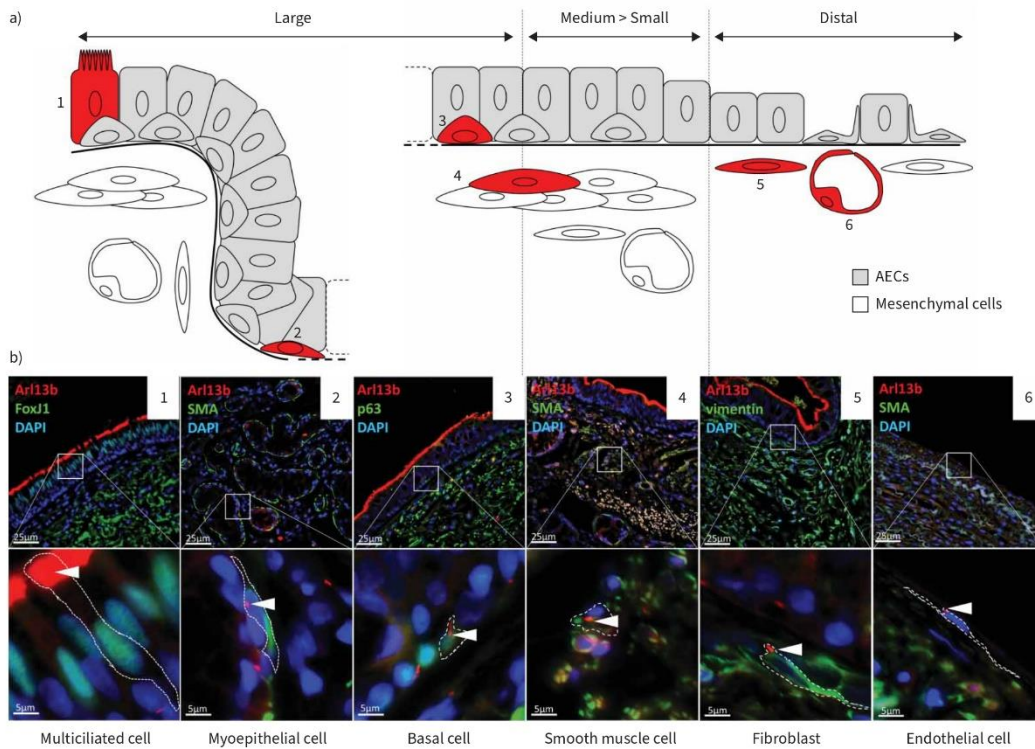 a)
Large
Medium > Small
Distal
1
3
4
5
6
2
AECs
Mesenchymal cells
b)
Arl13b
FoxJ1
DAPI
1
25μm
Arl13b
SMA
DAPI
2
25μm
Arl13b
p63
DAPI
3
25μm
Arl13b
SMA
DAPI
4
25μm
Arl13b
vimentin
DAPI
5
25μm
Arl13b
SMA
DAPI
6
25μm
5μm
5μm
5μm
5μm
5μm
5μm
Multiciliated cell
Myoepithelial cell
Basal cell
Smooth muscle cell
Fibroblast
Endothelial cell